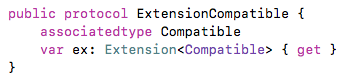 public protocol ExtensionCompatible {
    associatedtype Compatible
    var ex: Extension<Compatible> { get }
}